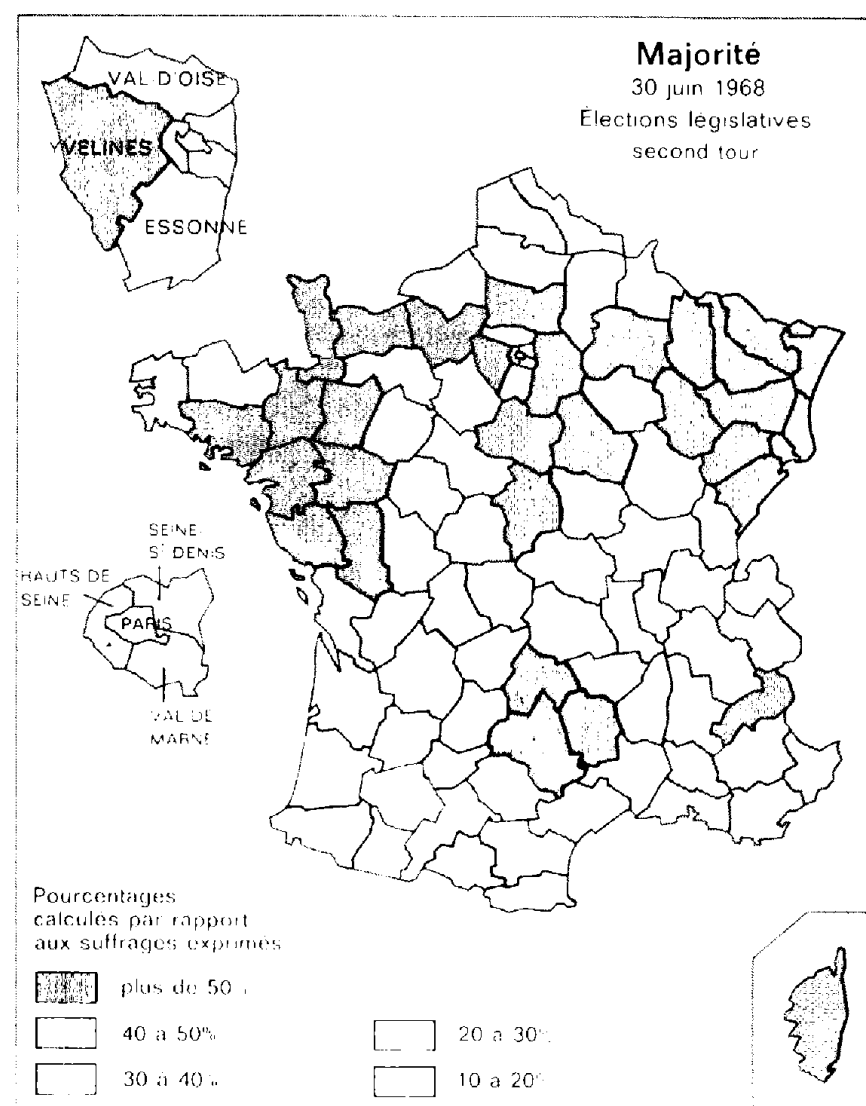 Majorité
30 juin 1968
Élections législatives
second tour
VAL D'OISE
YVELINES
ESSONNE
SEINE
ST DENIS
HAUTS DE
SEINE
PARIS
VAL DE
MARNE
Pourcentages
calculés par rapport
aux suffrages exprimés
plus de 50
40 à 50%
30 à 40%
20 à 30%
10 à 20%